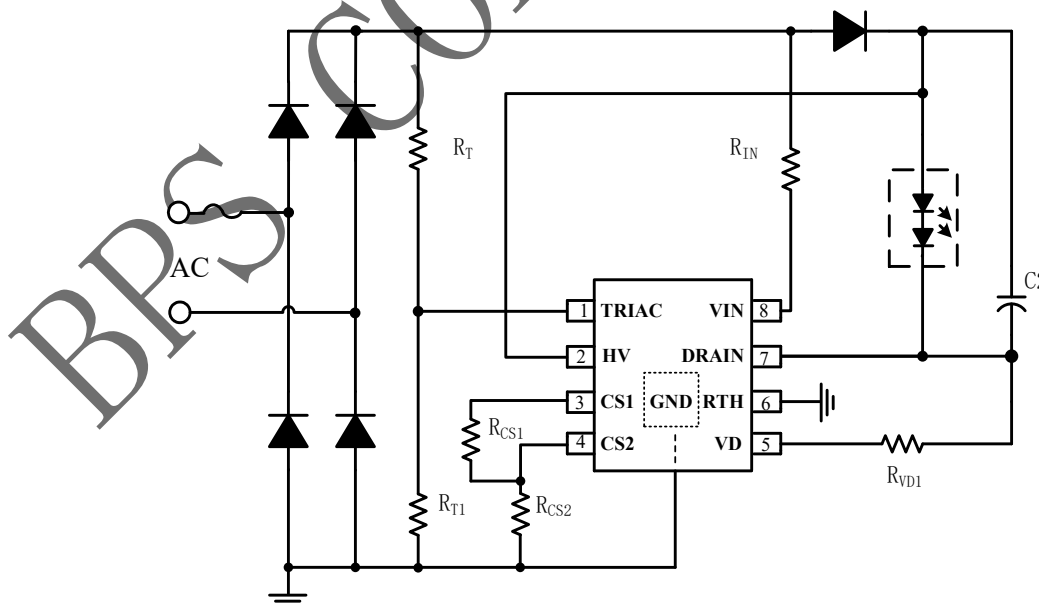 BPS CO
R_T
R_IN
AC
C2
1 TRIAC VIN 8
2 HV DRAIN 7
3 CS1 GND RTH 6
4 CS2 VD 5
R_CS1
R_VD1
R_T1
R_CS2